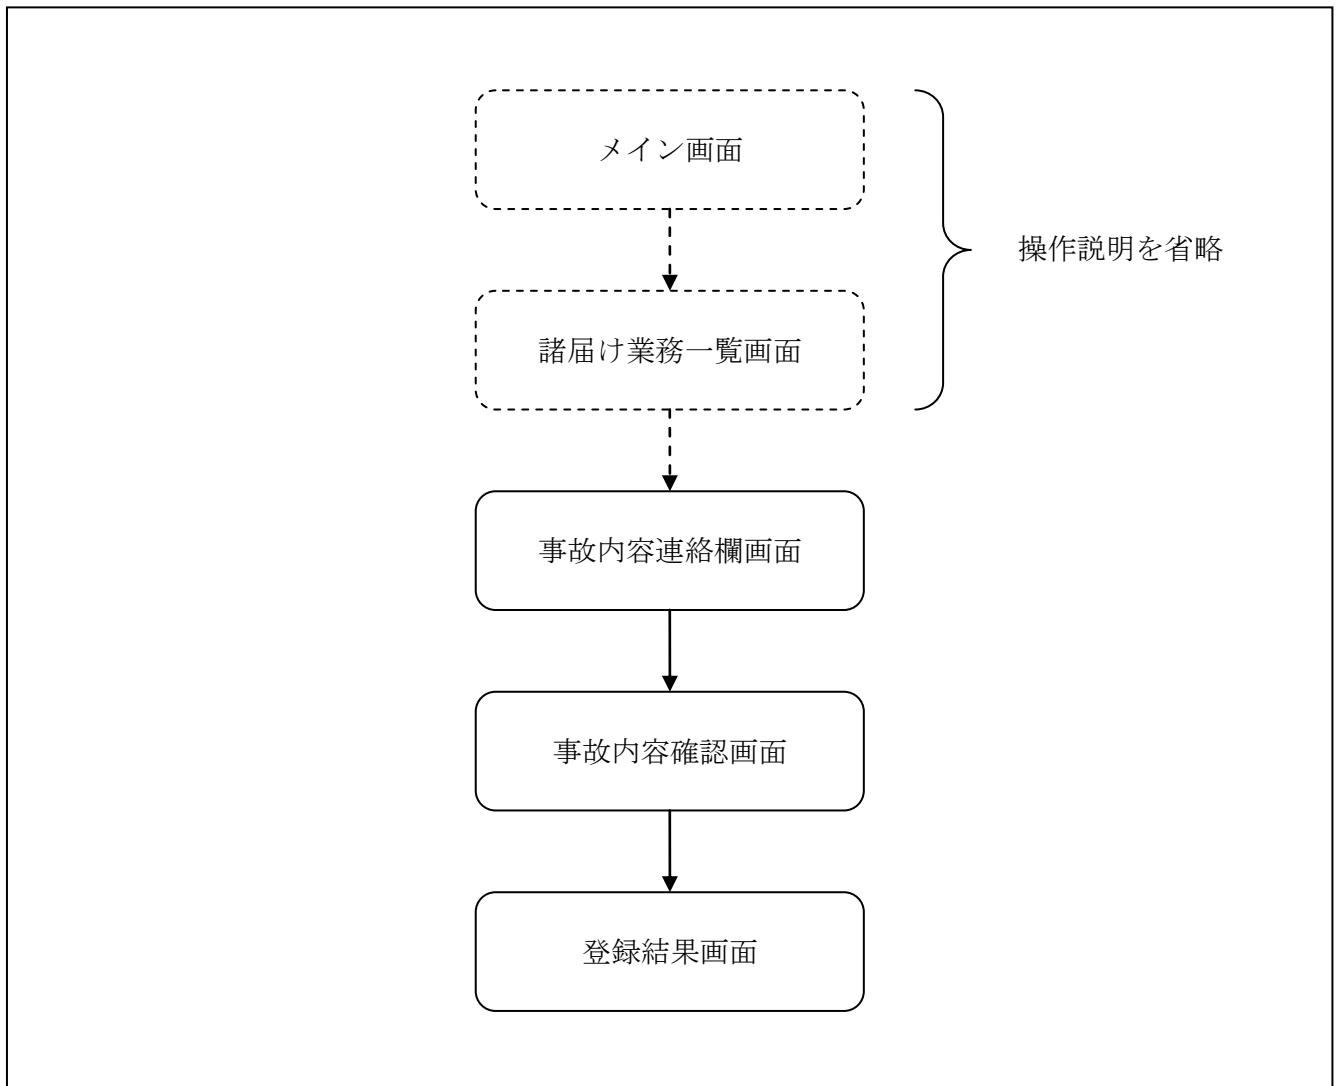 メイン画面
操作説明を省略
諸届け業務一覧画面
事故内容連絡欄画面
事故内容確認画面
登録結果画面